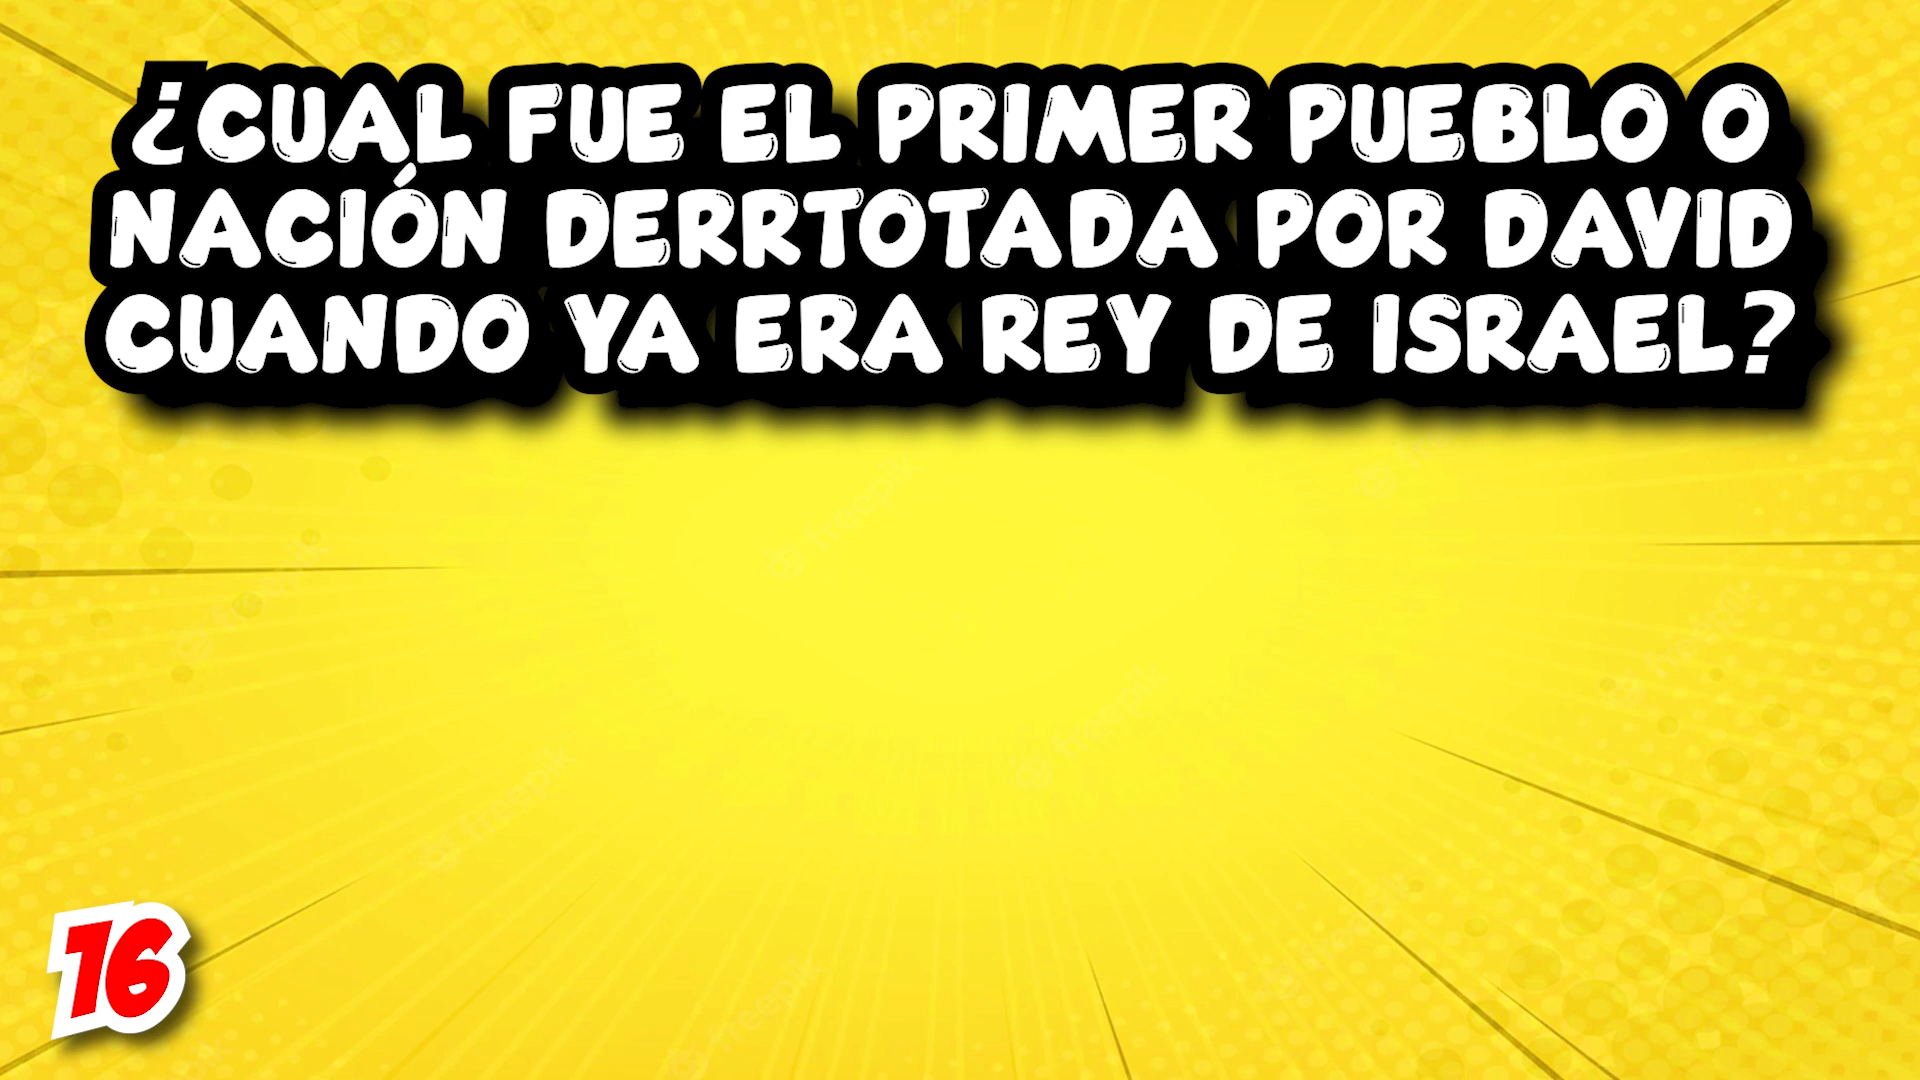 ¿CUAL FUE EL PRIMER PUEBLO O
NACIÓN DERRTOTADA POR DAVID
CUANDO YA ERA REY DE ISRAEL?
16